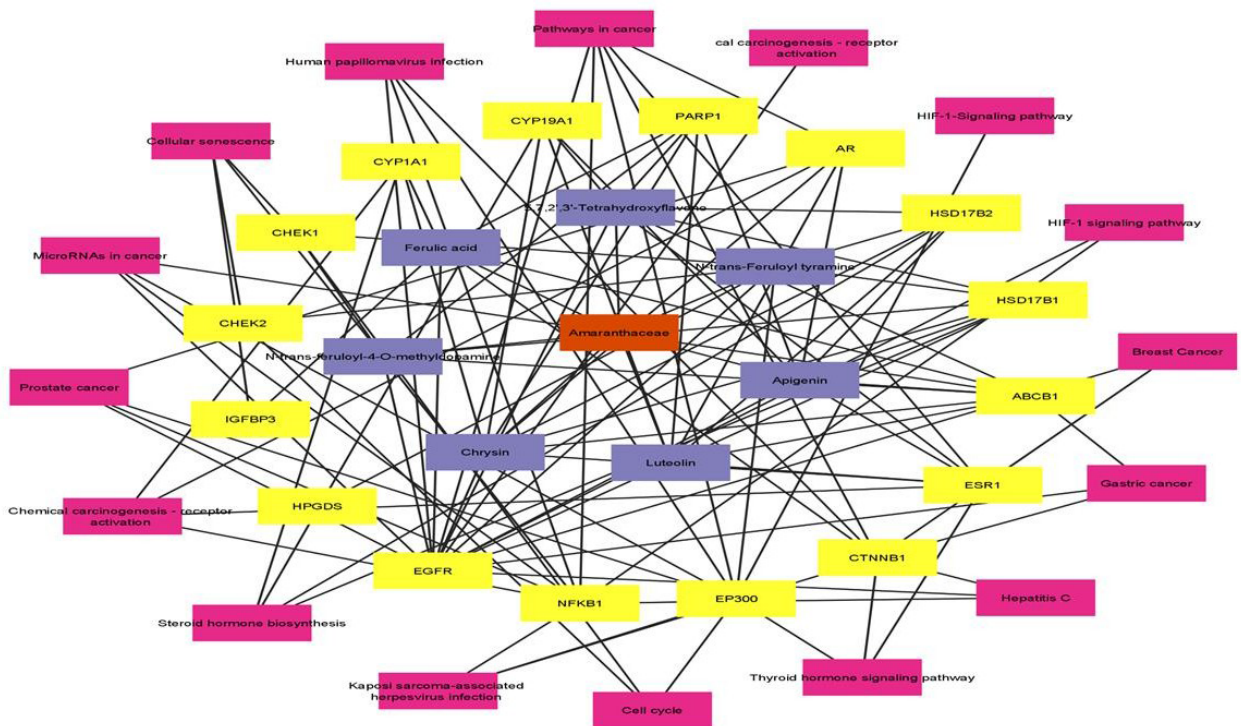 Pathways in cancer
cal carcinogenesis - receptor
activation
Human papillomavirus infection
CYP19A1
PARP1
HIF-1-Signaling pathway
Cellular senescence
CYP1A1
AR
5,7,2',3'-Tetrahydroxyflavone
HSD17B2
HIF-1 signaling pathway
CHEK1
Ferulic acid
MicroRNAs in cancer
N-trans-Feruloyl tyramine
HSD17B1
CHEK2
Amaranthaceae
Breast Cancer
N-trans-feruloyl-4-O-methyldopamine
Prostate cancer
Apigenin
ABCB1
IGFBP3
Chrysin
Luteolin
ESR1
Gastric cancer
Chemical carcinogenesis - receptor
activation
HPGDS
CTNNB1
EGFR
NFKB1
EP300
Hepatitis C
Steroid hormone biosynthesis
Kaposi sarcoma-associated
herpesvirus infection
Thyroid hormone signaling pathway
Cell cycle